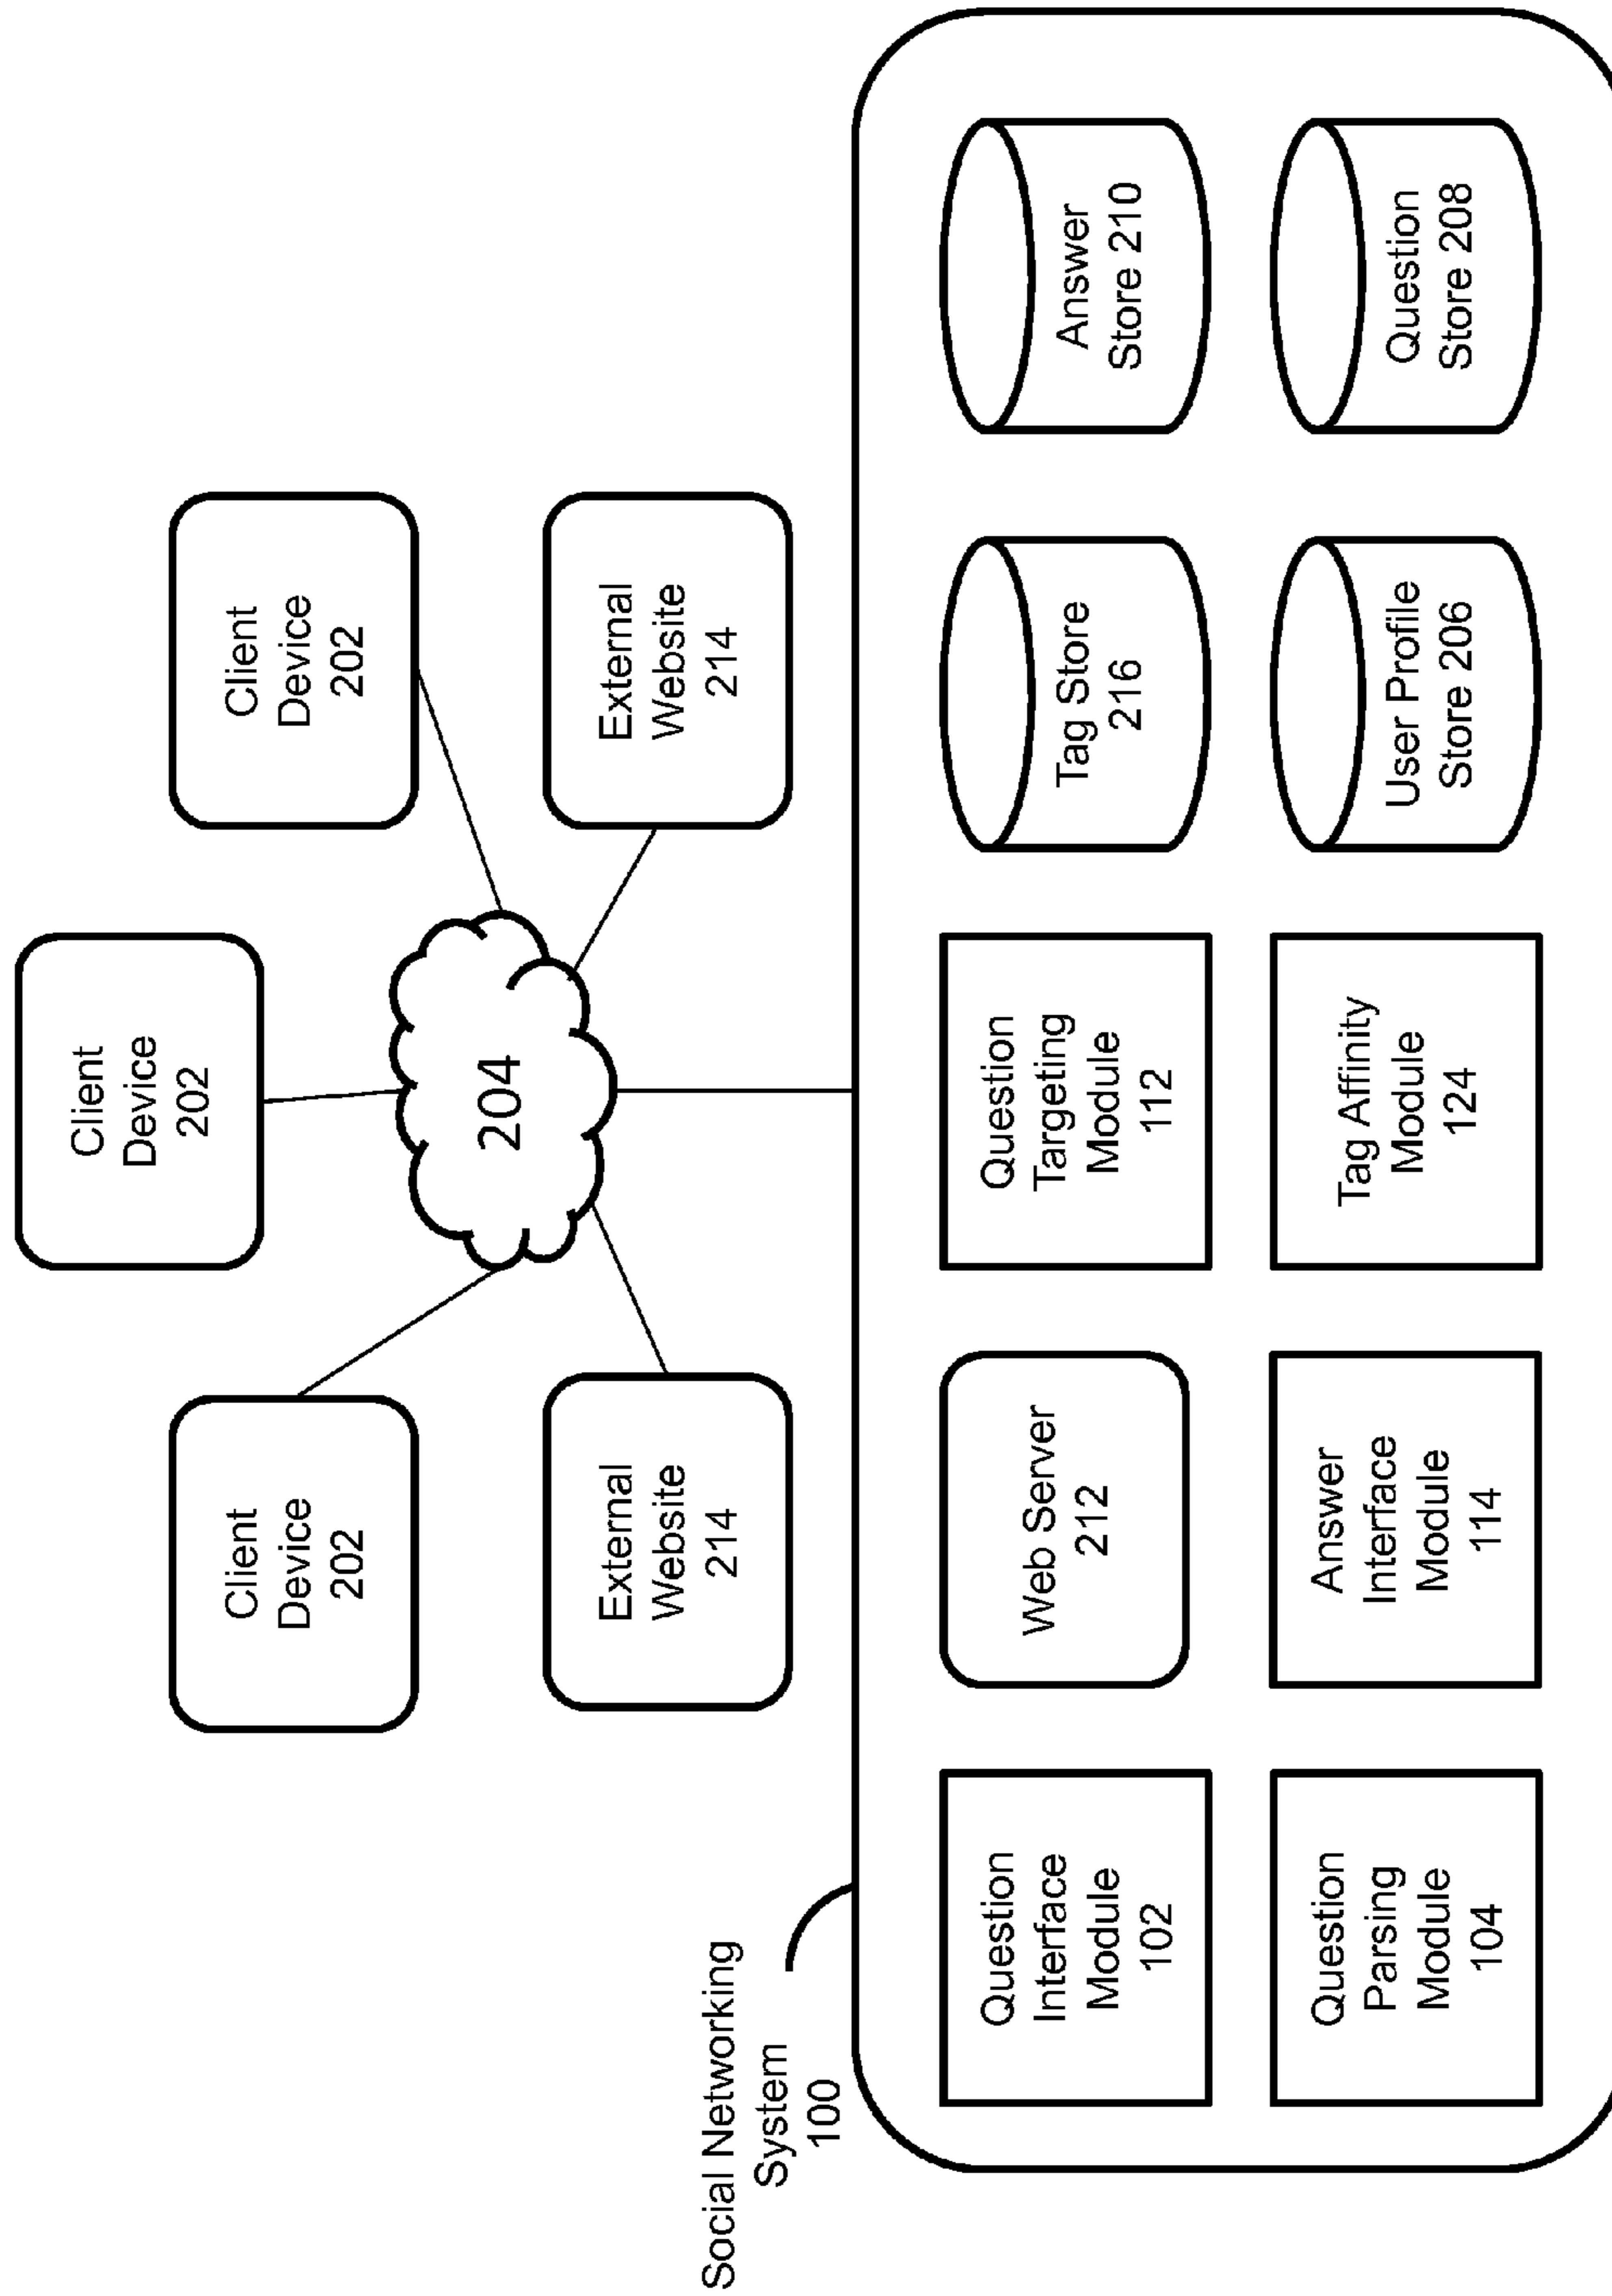 Client
Device
202
Client
Device
202
Client
Device
202
204
External
Website
214
External
Website
214
Social Networking
System
100
Question
Interface
Module
102
Web Server
212
Question
Targeting
Module
112
Tag Store
216
Answer
Store 210
Question
Parsing
Module
104
Answer
Interface
Module
114
Tag Affinity
Module
124
User Profile
Store 206
Question
Store 208